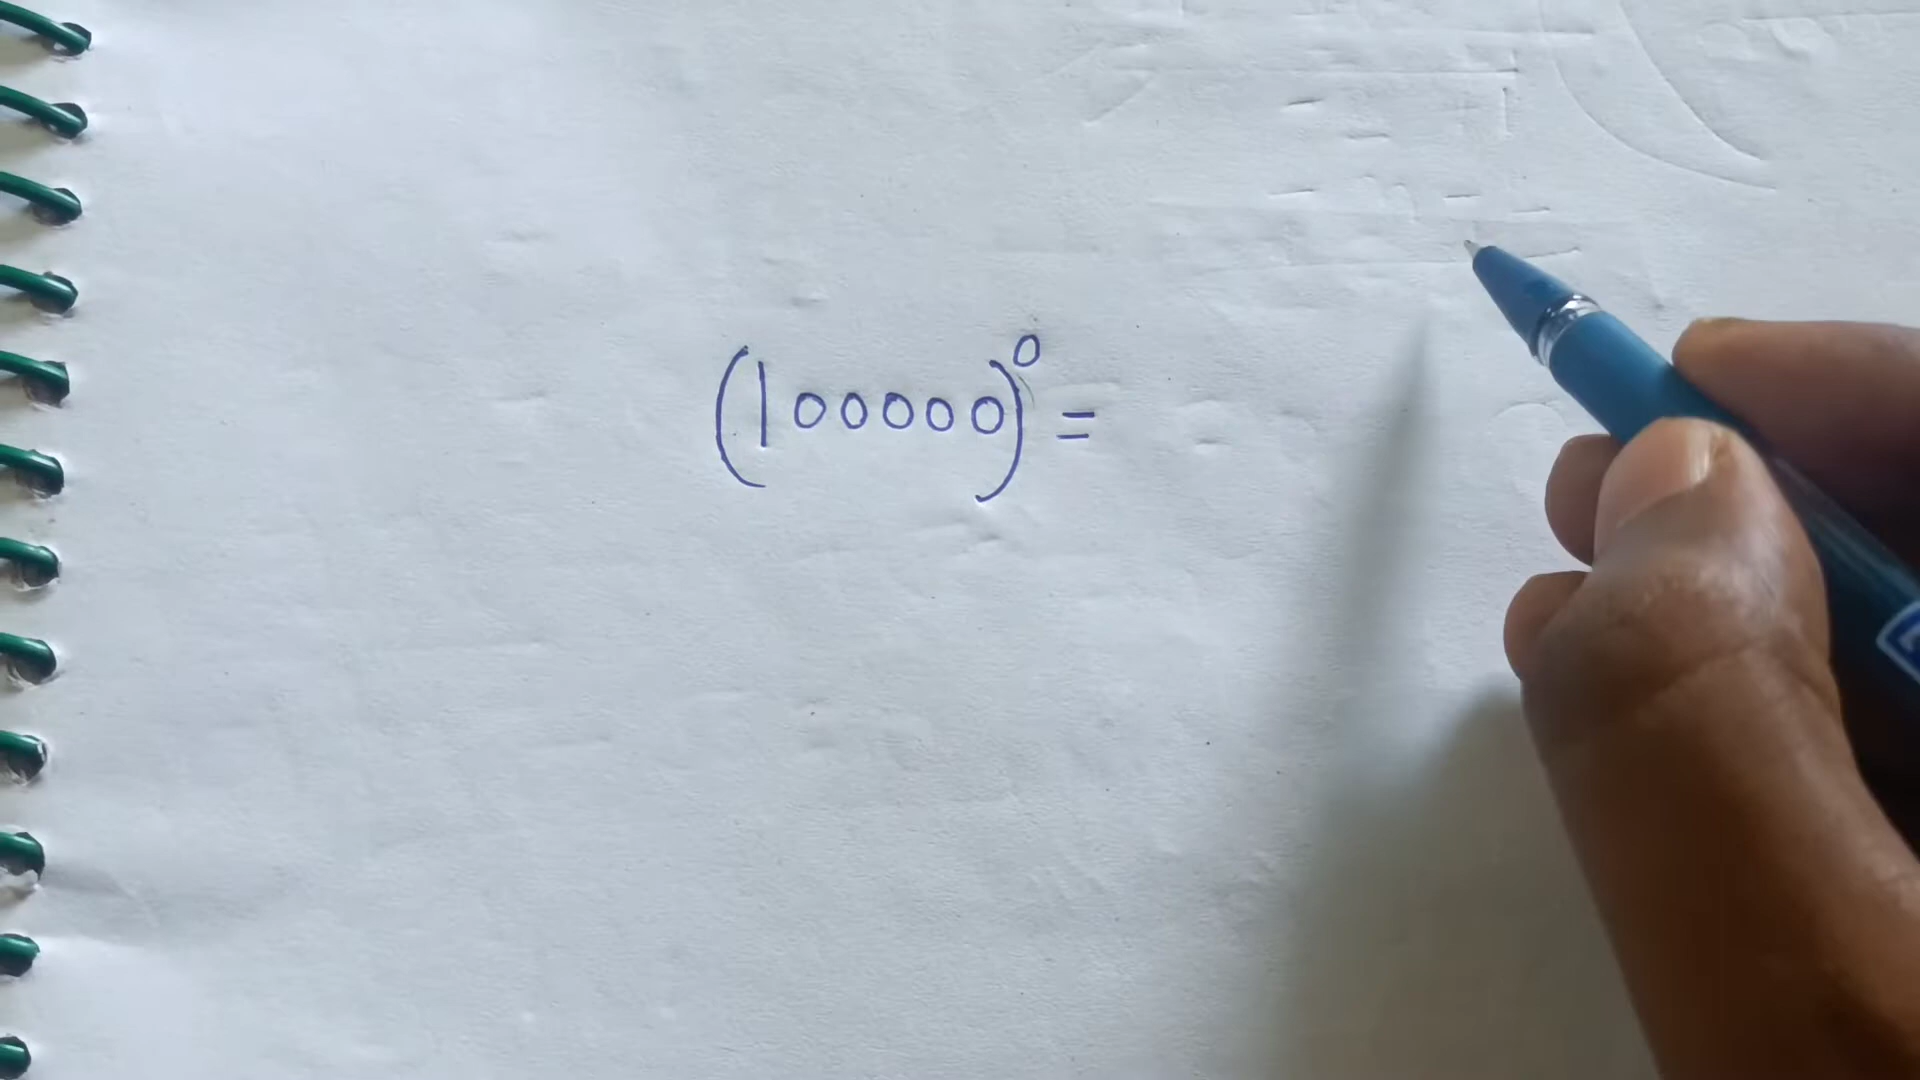 (100000)⁰ =